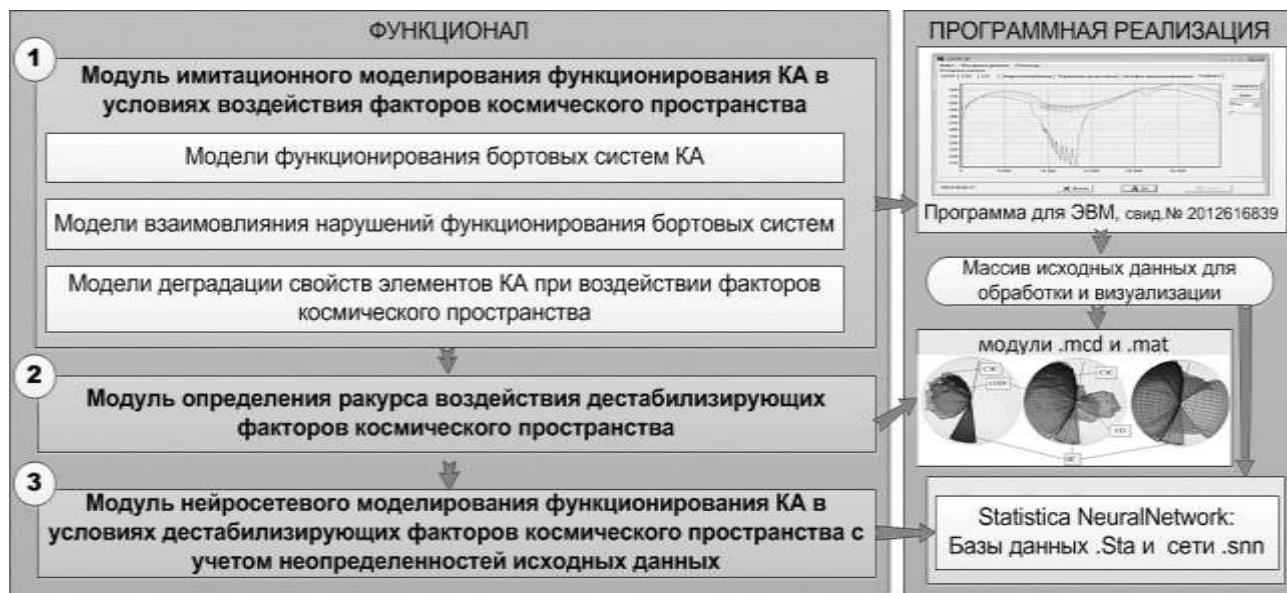 ФУНКЦИОНАЛ
1
Модуль имитационного моделирования функционирования КА в
условиях воздействия факторов космического пространства
Модели функционирования бортовых систем КА
Модели взаимовлияния нарушений функционирования бортовых систем
Модели деградации свойств элементов КА при воздействии факторов
космического пространства
2
Модуль определения ракурса воздействия дестабилизирующих
факторов космического пространства
3
Модуль нейросетевого моделирования функционирования КА в
условиях дестабилизирующих факторов космического пространства с
учетом неопределенностей исходных данных
ПРОГРАММНАЯ РЕАЛИЗАЦИЯ
Программа для ЭВМ, свид.№ 2012616839
Массив исходных данных для
обработки и визуализации
модули .mcd и .mat
Statistica NeuralNetwork:
Базы данных .Sta и сети .snn